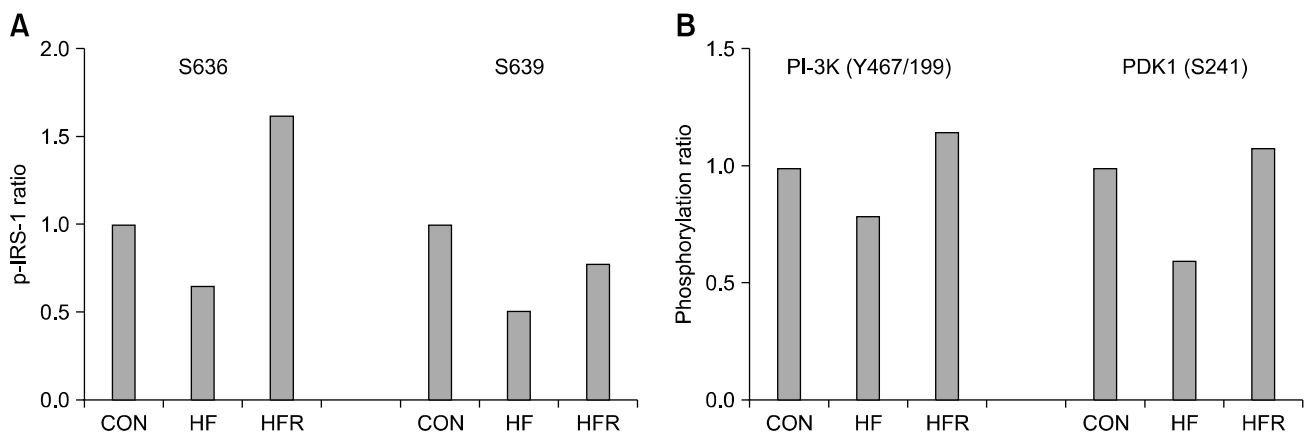 A
p-IRS-1 ratio
2.0
1.5
1.0
0.5
0.0
S636
S639
CON HF HFR CON HF HFR
B
Phosphorylation ratio
1.5
1.0
0.5
0.0
PI-3K (Y467/199)
PDK1 (S241)
CON HF HFR CON HF HFR